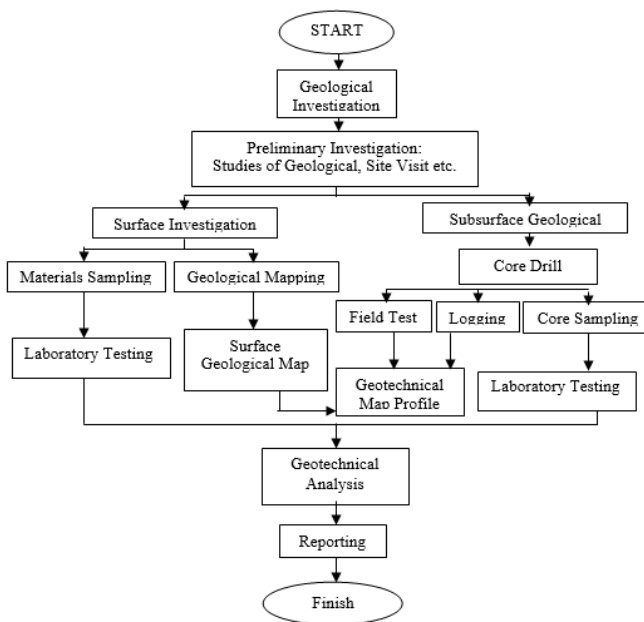 START
Geological
Investigation
Preliminary Investigation:
Studies of Geological, Site Visit etc.
Surface Investigation
Subsurface Geological
Materials Sampling
Geological Mapping
Core Drill
Field Test
Logging
Core Sampling
Laboratory Testing
Surface
Geological Map
Geotechnical
Map Profile
Laboratory Testing
Geotechnical
Analysis
Reporting
Finish